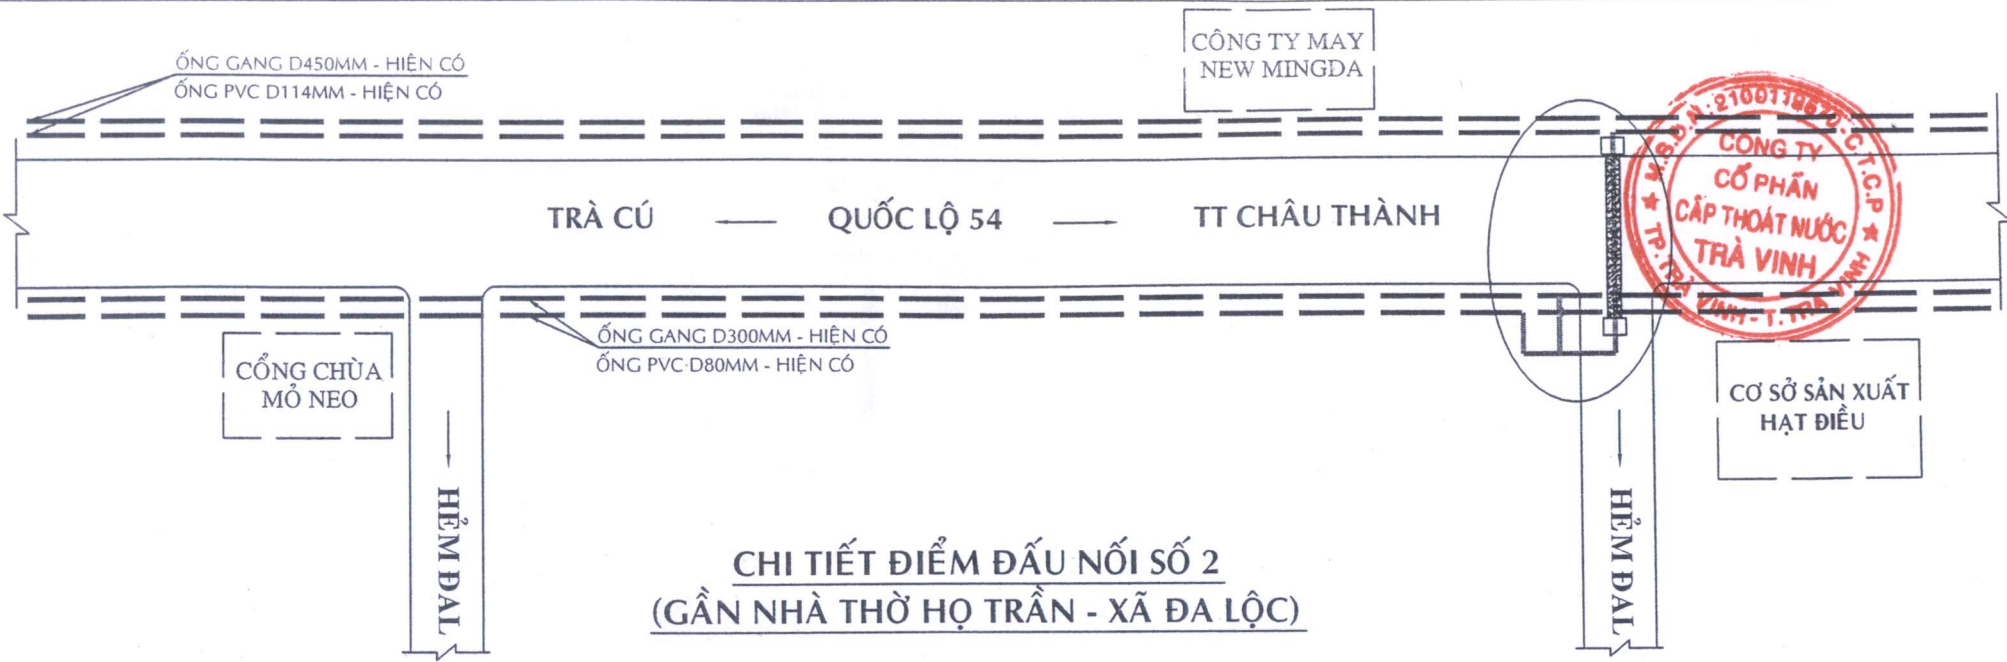 CÔNG TY MAY
NEW MINGDA
ỐNG GANG D450MM - HIỆN CÓ
ỐNG PVC D114MM - HIỆN CÓ
M.S.D.N: 2100119670-C.T.C.P
CÔNG TY
CỔ PHẦN
CẤP THOÁT NƯỚC
TRÀ VINH
TP.TRÀ VINH - T. TRÀ VINH
TRÀ CÚ
QUỐC LỘ 54
TT CHÂU THÀNH
ỐNG GANG D300MM - HIỆN CÓ
ỐNG PVC D80MM - HIỆN CÓ
CỔNG CHÙA
MỎ NEO
CƠ SỞ SẢN XUẤT
HẠT ĐIỀU
HẺM ĐAL
HẺM ĐAL
CHI TIẾT ĐIỂM ĐẤU NỐI SỐ 2
(GẦN NHÀ THỜ HỌ TRẦN - XÃ ĐA LỘC)